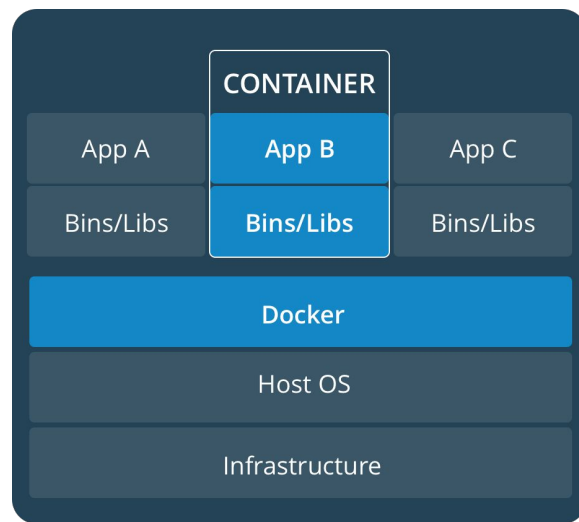 CONTAINER
App A App B App C
Bins/Libs Bins/Libs Bins/Libs
Docker
Host OS
Infrastructure